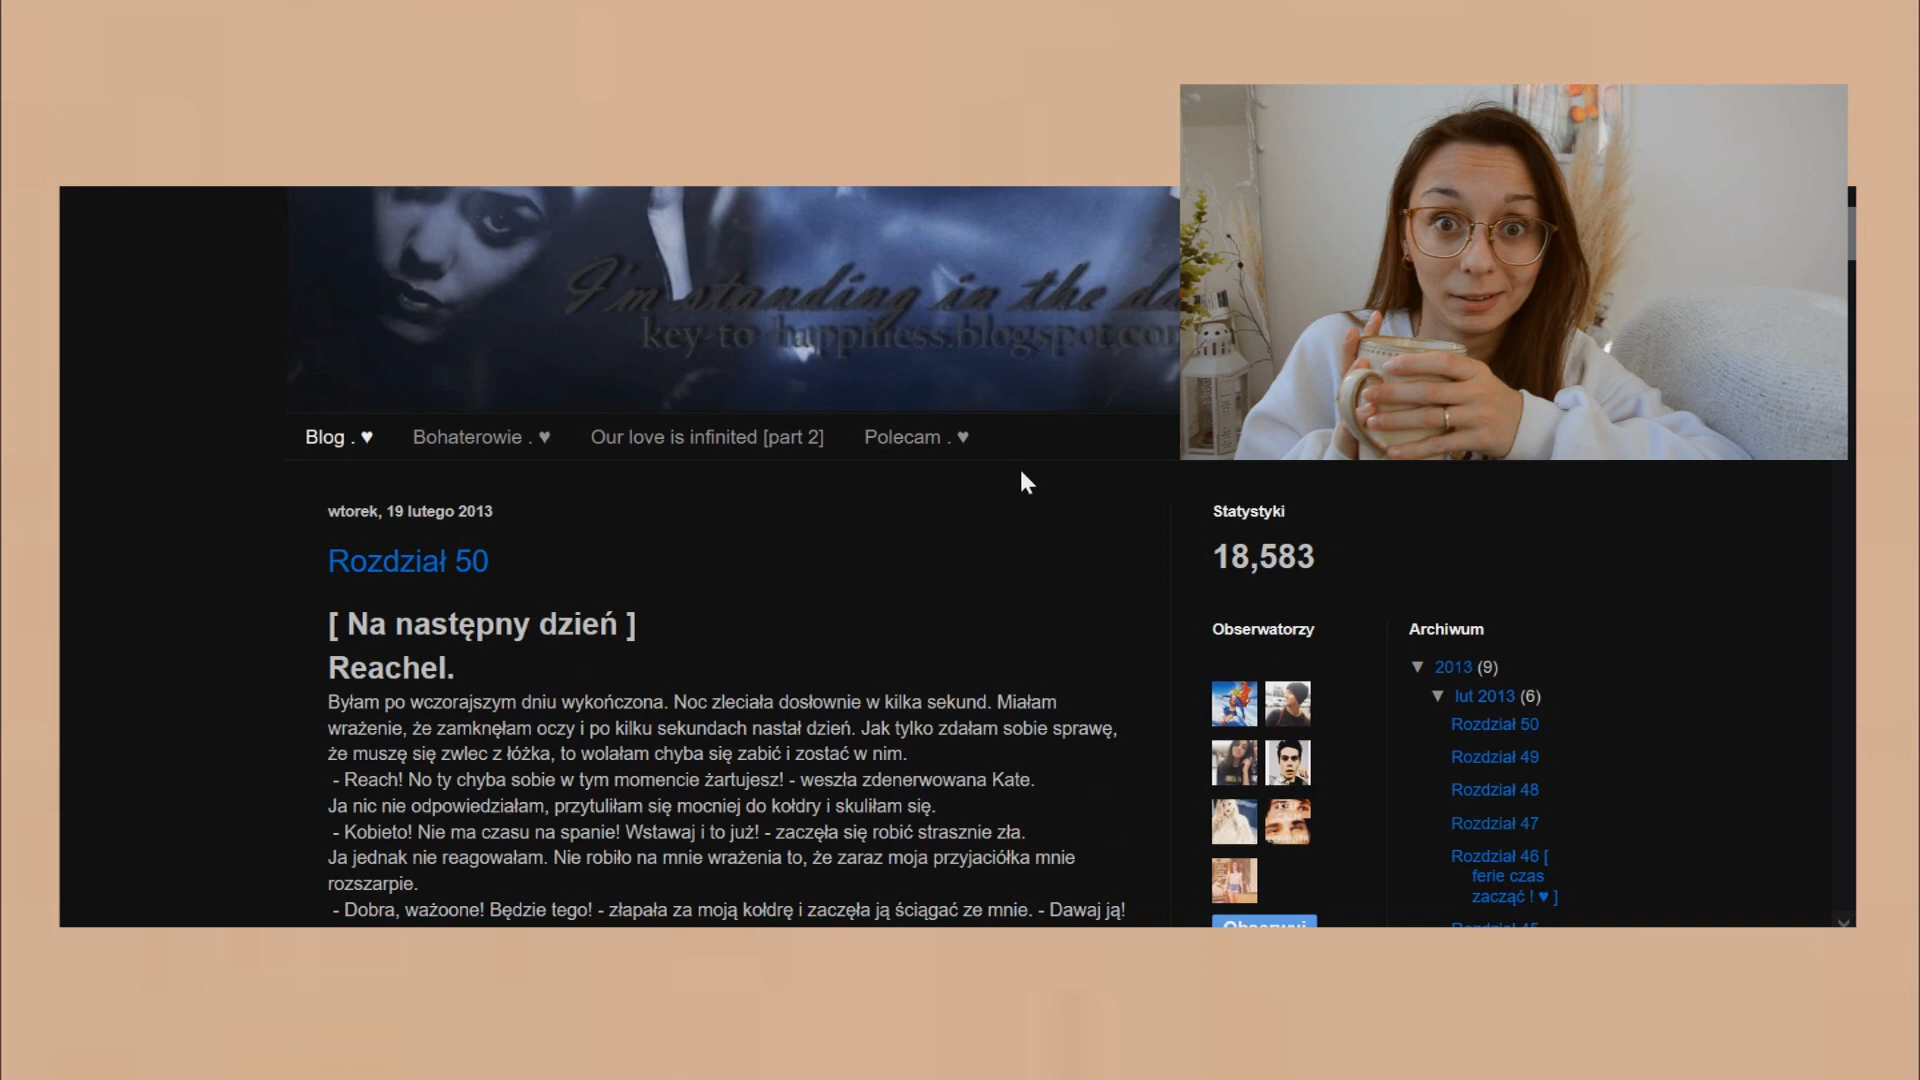 I'm standing in the da
key-to-happiness.blogspot.com
Blog . ♥ Bohaterowie . ♥ Our love is infinited [part 2] Polecam . ♥
wtorek, 19 lutego 2013
Rozdział 50
[ Na następny dzień ]
Reachel.
Byłam po wczorajszym dniu wykończona. Noc zleciała dosłownie w kilka sekund. Miałam
wrażenie, że zamknęłam oczy i po kilku sekundach nastał dzień. Jak tylko zdałam sobie sprawę,
że muszę się zwlec z łóżka, to wolałam chyba się zabić i zostać w nim.
- Reach! No ty chyba sobie w tym momencie żartujesz! - weszła zdenerwowana Kate.
Ja nic nie odpowiedziałam, przytuliłam się mocniej do kołdry i skuliłam się.
- Kobieto! Nie ma czasu na spanie! Wstawaj i to już! - zaczęła się robić strasznie zła.
Ja jednak nie reagowałam. Nie robiło na mnie wrażenia to, że zaraz moja przyjaciółka mnie
rozszarpie.
- Dobra, ważoone! Będzie tego! - złapała za moją kołdrę i zaczęła ją ściągać ze mnie. - Dawaj ją!
Statystyki
18,583
Obserwatorzy
Obserwuj
Archiwum
▼ 2013 (9)
▼ lut 2013 (6)
Rozdział 50
Rozdział 49
Rozdział 48
Rozdział 47
Rozdział 46 [
ferie czas
zacząć ! ♥ ]
Rozdział 45